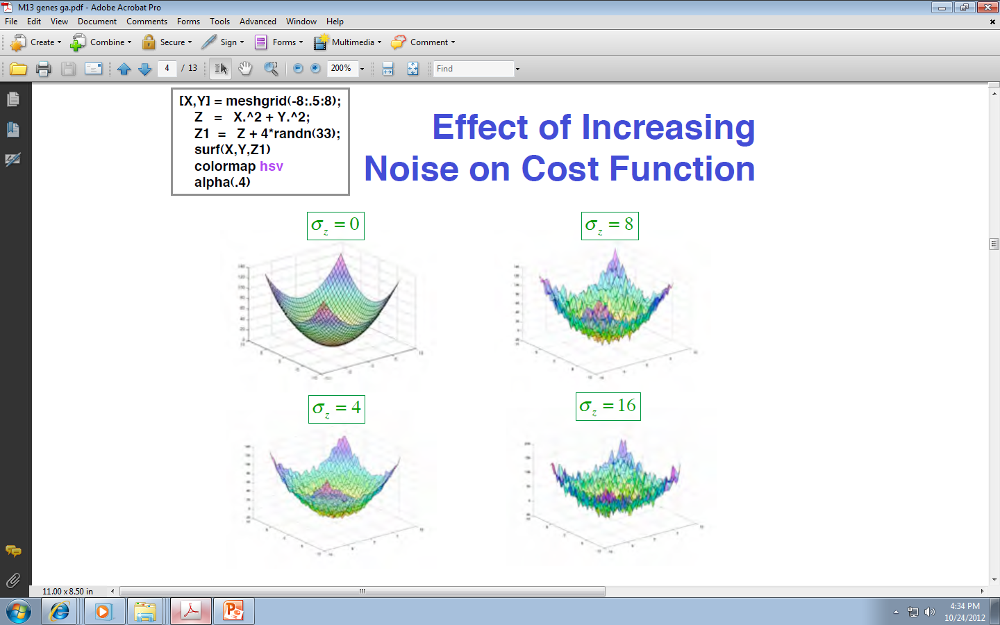 M13 genes ga.pdf - Adobe Acrobat Pro
File Edit View Document Comments Forms Tools Advanced Window Help
Create Combine Secure Sign Forms Multimedia Comment
4 / 13 200% Find
[X,Y] = meshgrid(-8:.5:8);
Z = X.^2 + Y.^2;
Z1 = Z + 4*randn(33);
surf(X,Y,Z1)
colormap hsv
alpha(.4)
Effect of Increasing
Noise on Cost Function
σz = 0
σz = 8
σz = 4
σz = 16
11.00 x 8.50 in
4:34 PM
10/24/2012